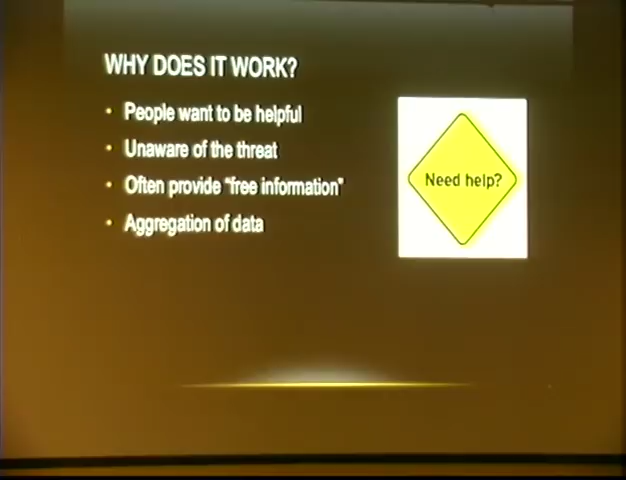 WHY DOES IT WORK?
• People want to be helpful
• Unaware of the threat
• Often provide "free information"
• Aggregation of data
Need help?